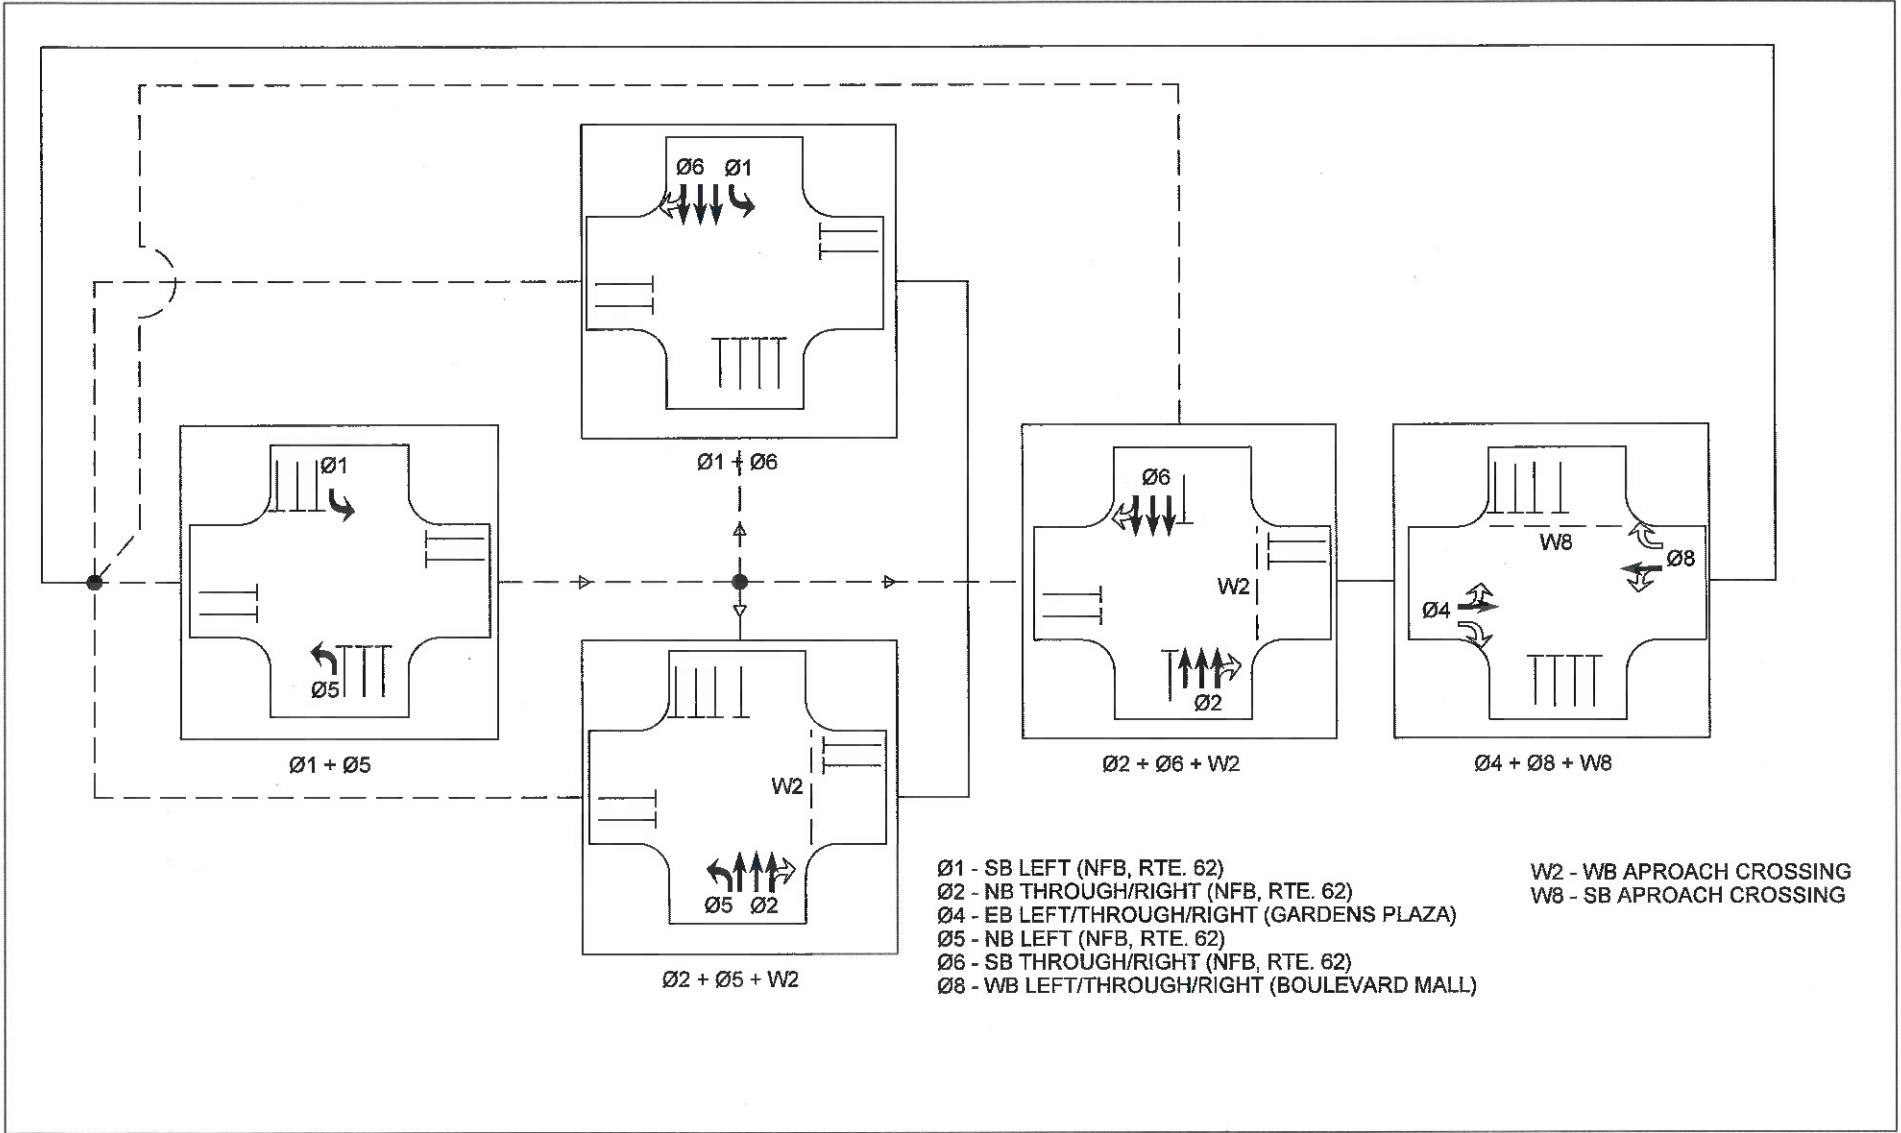 Ø6 Ø1
Ø1 + Ø6
Ø1
Ø5
Ø1 + Ø5
W2
Ø5 Ø2
Ø2 + Ø5 + W2
Ø6
W2
Ø2
Ø2 + Ø6 + W2
W8
Ø8
Ø4
Ø4 + Ø8 + W8
Ø1 - SB LEFT (NFB, RTE. 62)
Ø2 - NB THROUGH/RIGHT (NFB, RTE. 62)
Ø4 - EB LEFT/THROUGH/RIGHT (GARDENS PLAZA)
Ø5 - NB LEFT (NFB, RTE. 62)
Ø6 - SB THROUGH/RIGHT (NFB, RTE. 62)
Ø8 - WB LEFT/THROUGH/RIGHT (BOULEVARD MALL)
W2 - WB APROACH CROSSING
W8 - SB APROACH CROSSING